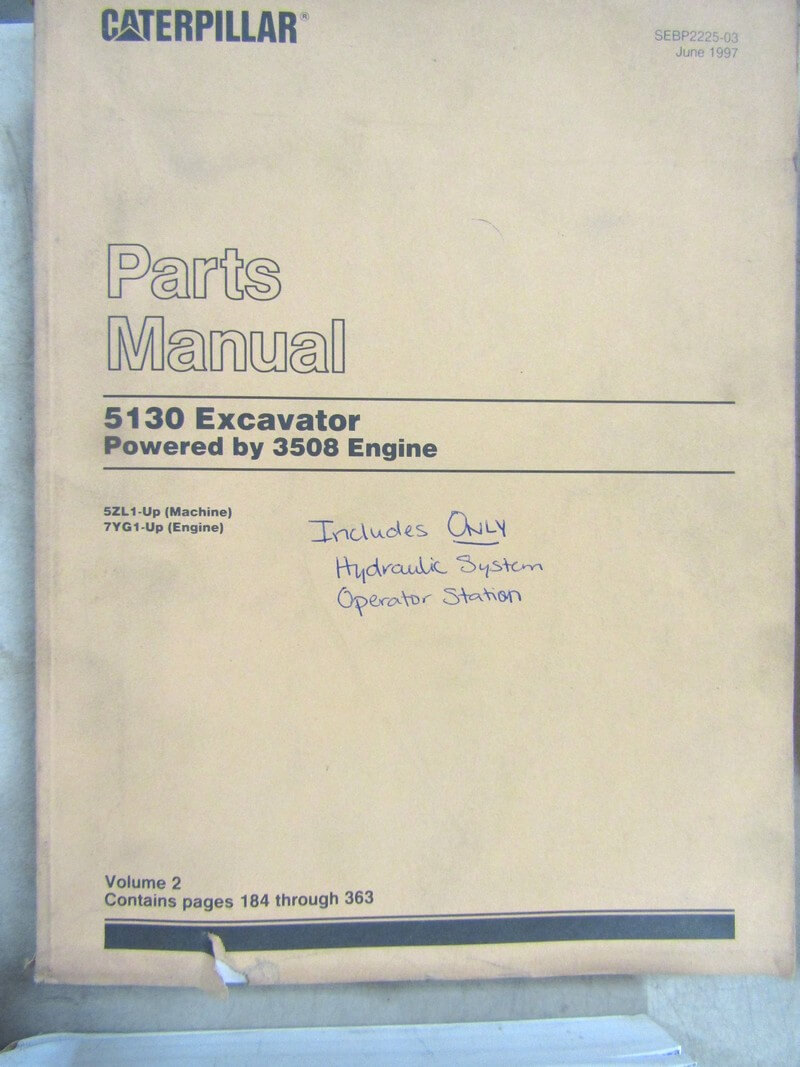 CATERPILLAR®
SEBP2225-03
June 1997
Parts
Manual
5130 Excavator
Powered by 3508 Engine
5ZL1-Up (Machine)
7YG1-Up (Engine)
Includes ONLY
Hydraulic System
Operator Station
Volume 2
Contains pages 184 through 363